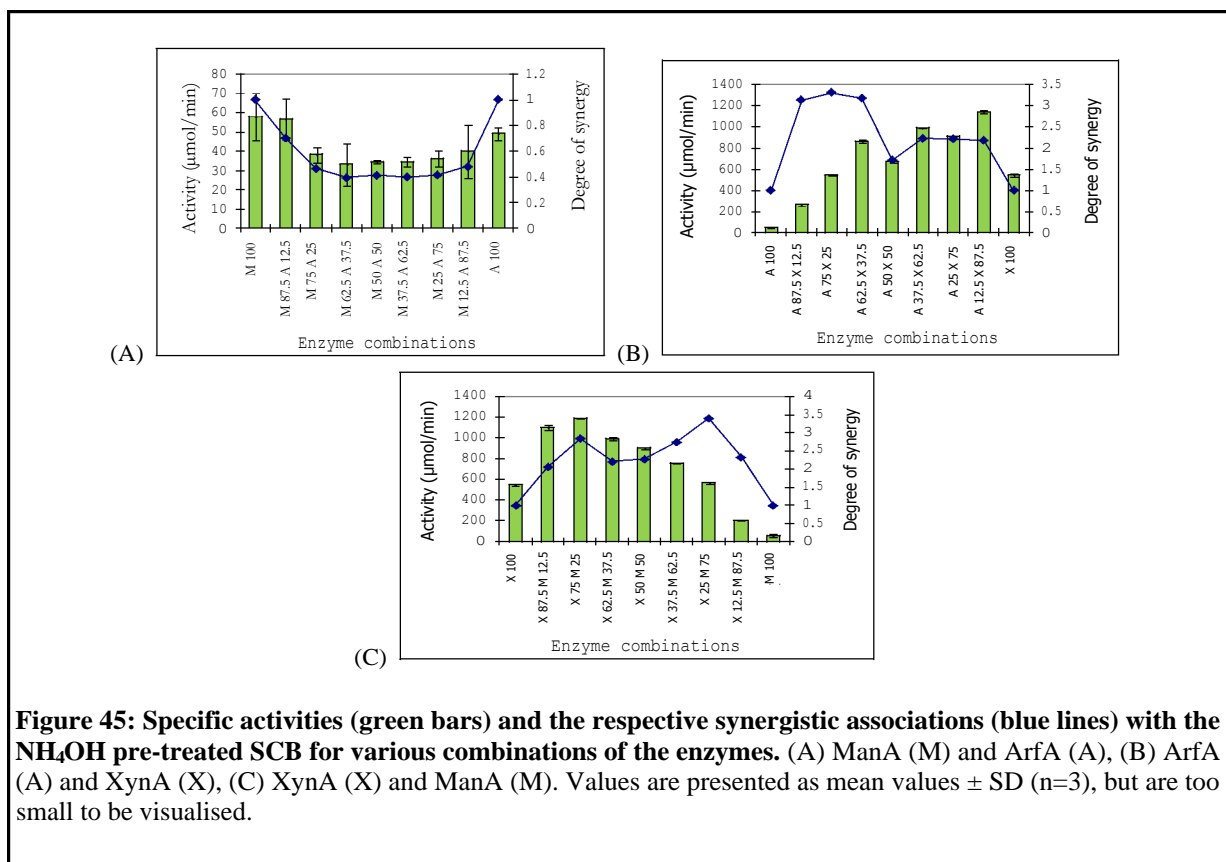 Activity (µmol/min)
80
70
60
50
40
30
20
10
0
1.2
1
0.8
0.6
0.4
0.2
0
Degree of synergy
M 100
M 87.5 A 12.5
M 75 A 25
M 62.5 A 37.5
M 50 A 50
M 37.5 A 62.5
M 25 A 75
M 12.5 A 87.5
A 100
Enzyme combinations
(A)
Activity (µmol/min)
1400
1200
1000
800
600
400
200
0
3.5
3
2.5
2
1.5
1
0.5
0
Degree of synergy
A 100
A 87.5 X 12.5
A 75 X 25
A 62.5 X 37.5
A 50 X 50
A 37.5 X 62.5
A 25 X 75
A 12.5 X 87.5
X 100
Enzyme combinations
(B)
Activity (µmol/min)
1400
1200
1000
800
600
400
200
0
4
3.5
3
2.5
2
1.5
1
0.5
0
Degree of synergy
X 100
X 87.5 M 12.5
X 75 M 25
X 62.5 M 37.5
X 50 M 50
X 37.5 M 62.5
X 25 M 75
X 12.5 M 87.5
M 100
Enzyme combinations
(C)
Figure 45: Specific activities (green bars) and the respective synergistic associations (blue lines) with the
NH₄OH pre-treated SCB for various combinations of the enzymes. (A) ManA (M) and ArfA (A), (B) ArfA
(A) and XynA (X), (C) XynA (X) and ManA (M). Values are presented as mean values ± SD (n=3), but are too
small to be visualised.